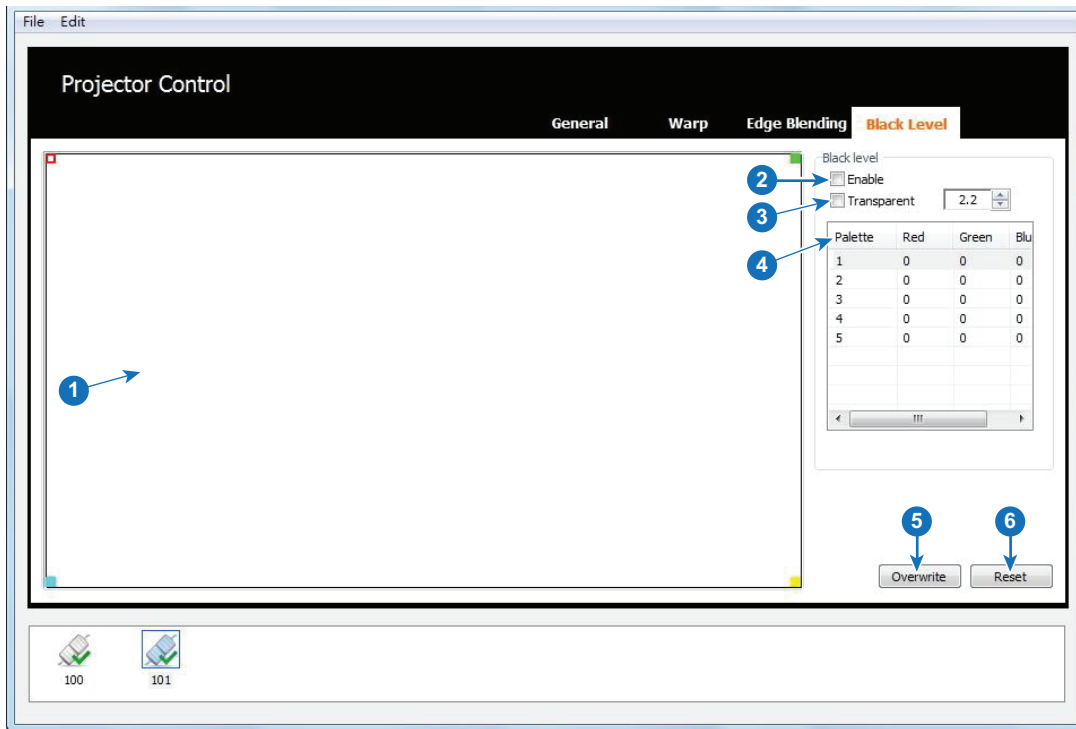 File Edit
Projector Control
General Warp Edge Blending Black Level
Black level
2 Enable
3 Transparent 2.2
4 Palette Red Green Blu
1 0 0 0
2 0 0 0
3 0 0 0
4 0 0 0
5 0 0 0
1
5 6
Overwrite Reset
100 101